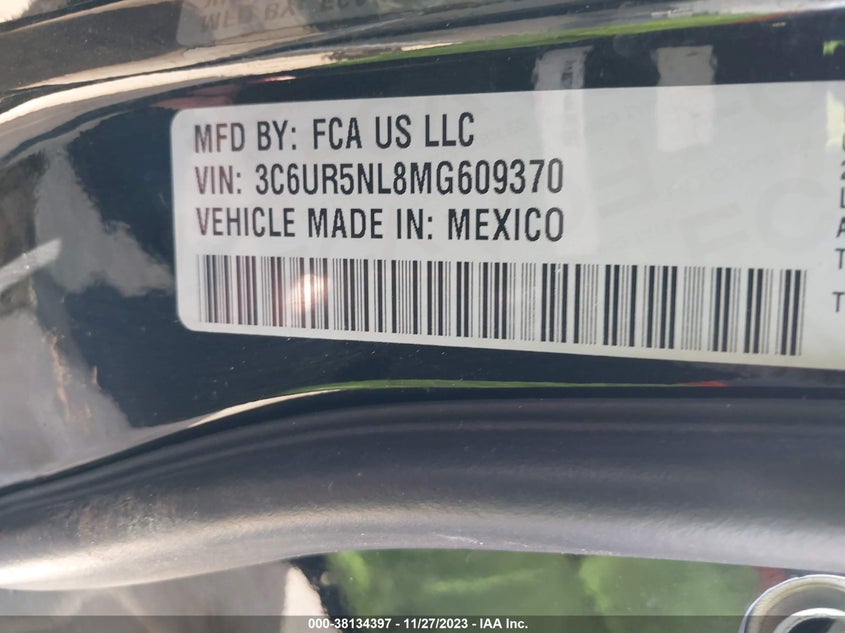 MFD BY: FCA US LLC
VIN: 3C6UR5NL8MG609370
VEHICLE MADE IN: MEXICO
000-38134397 - 11/27/2023 - IAA Inc.